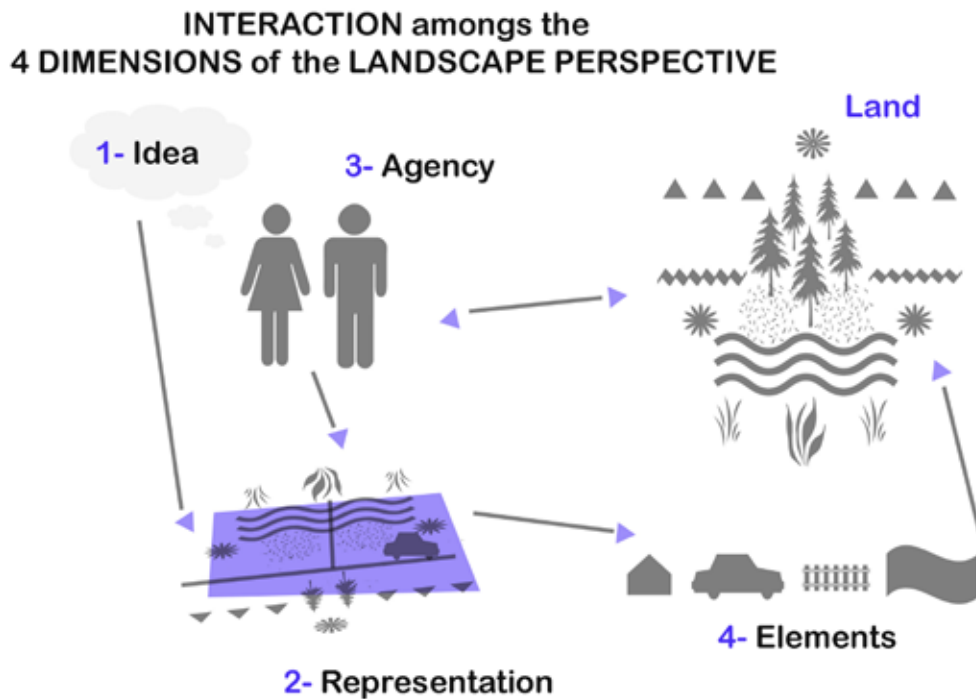 INTERACTION amongs the
4 DIMENSIONS of the LANDSCAPE PERSPECTIVE
Land
1- Idea
3- Agency
4- Elements
2- Representation